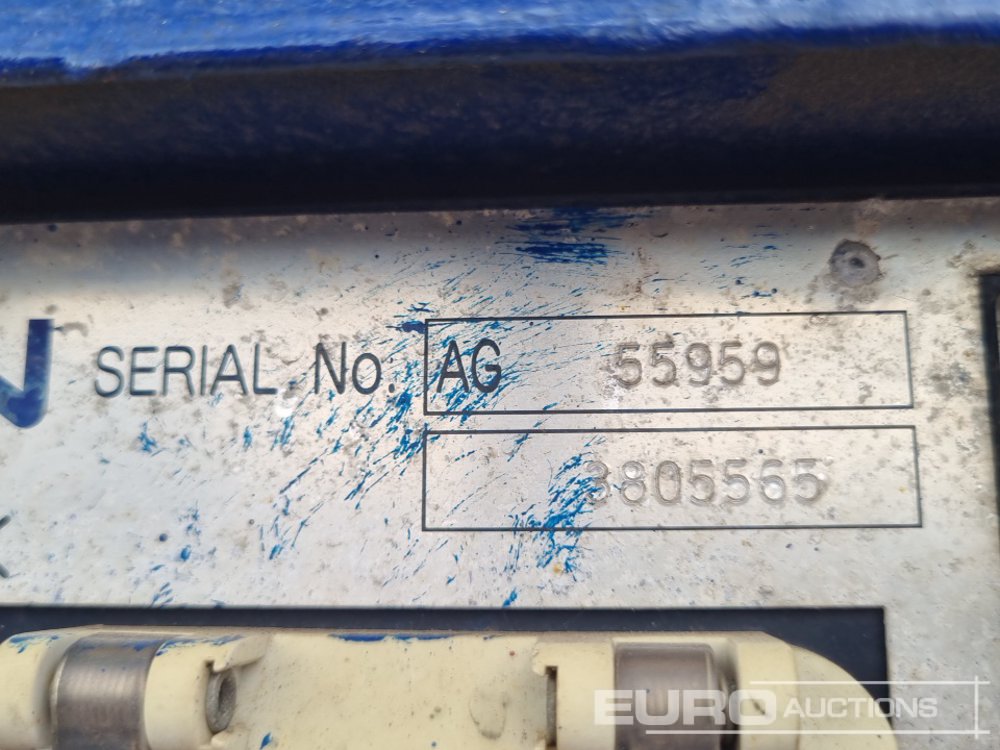 SERIAL No: AG 55959
3805565
EURO AUCTIONS